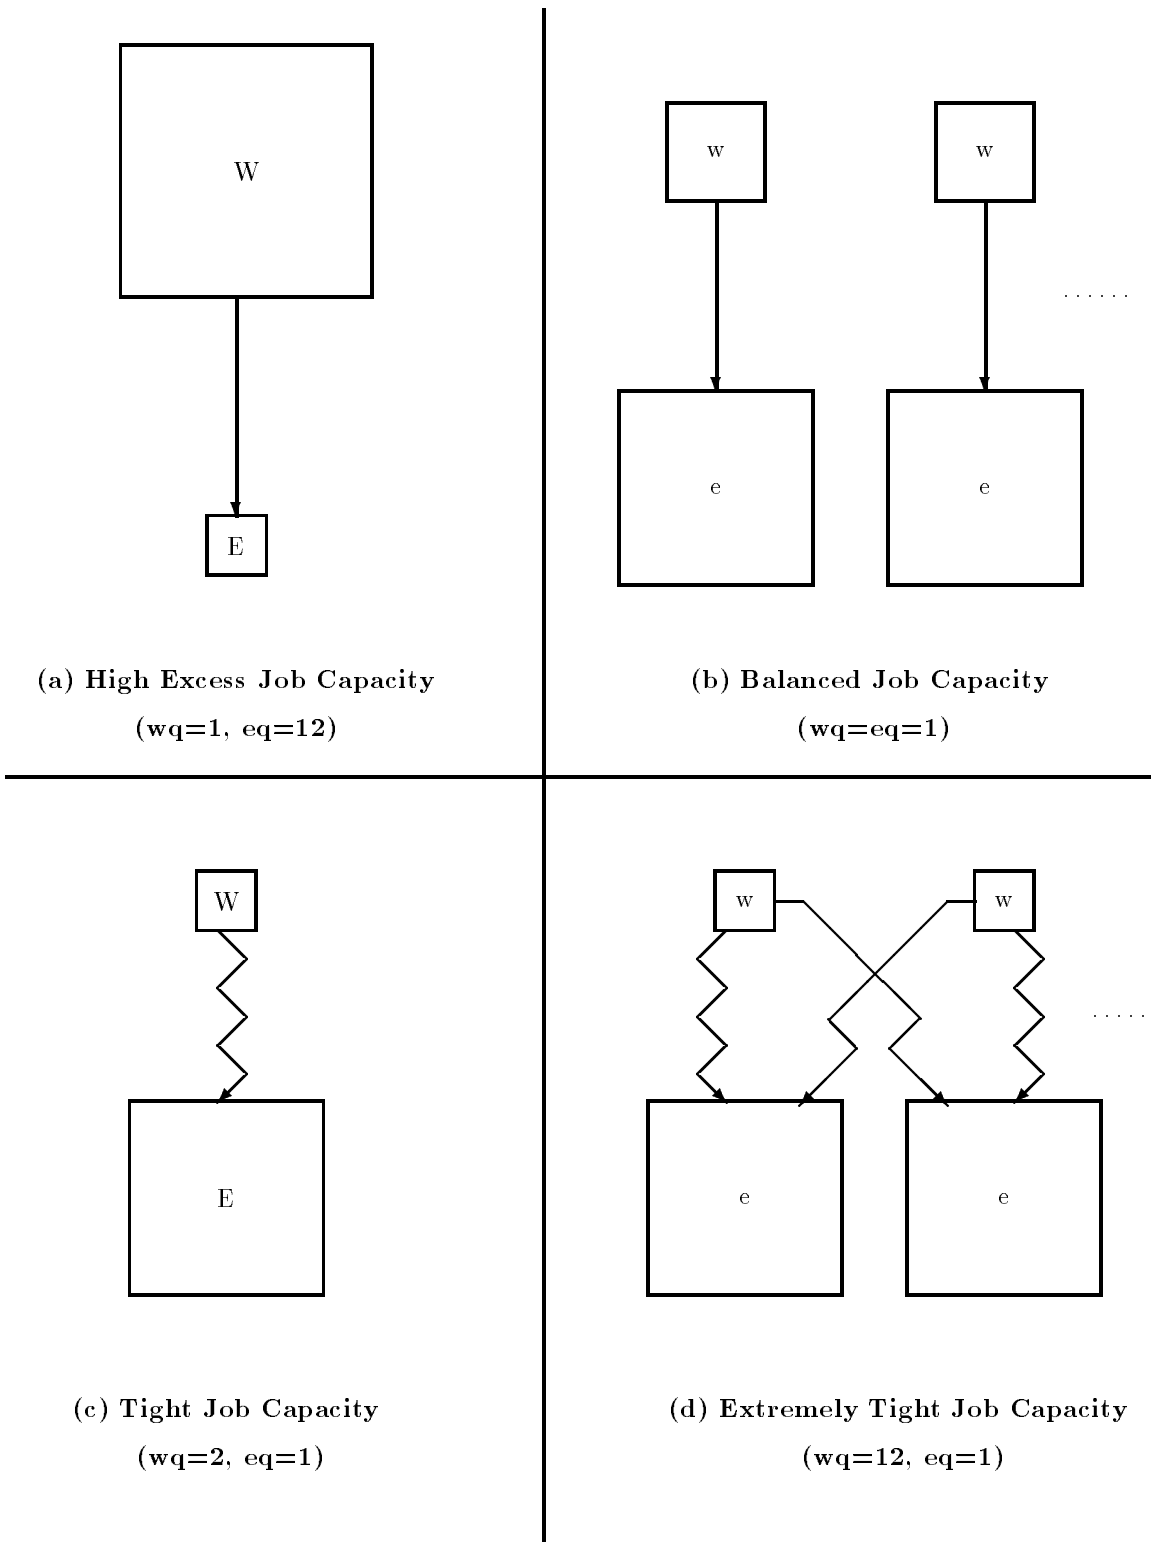 W
E
(a) High Excess Job Capacity
(wq=1, eq=12)
w
w
......
e
e
(b) Balanced Job Capacity
(wq=eq=1)
W
E
(c) Tight Job Capacity
(wq=2, eq=1)
w
w
.....
e
e
(d) Extremely Tight Job Capacity
(wq=12, eq=1)